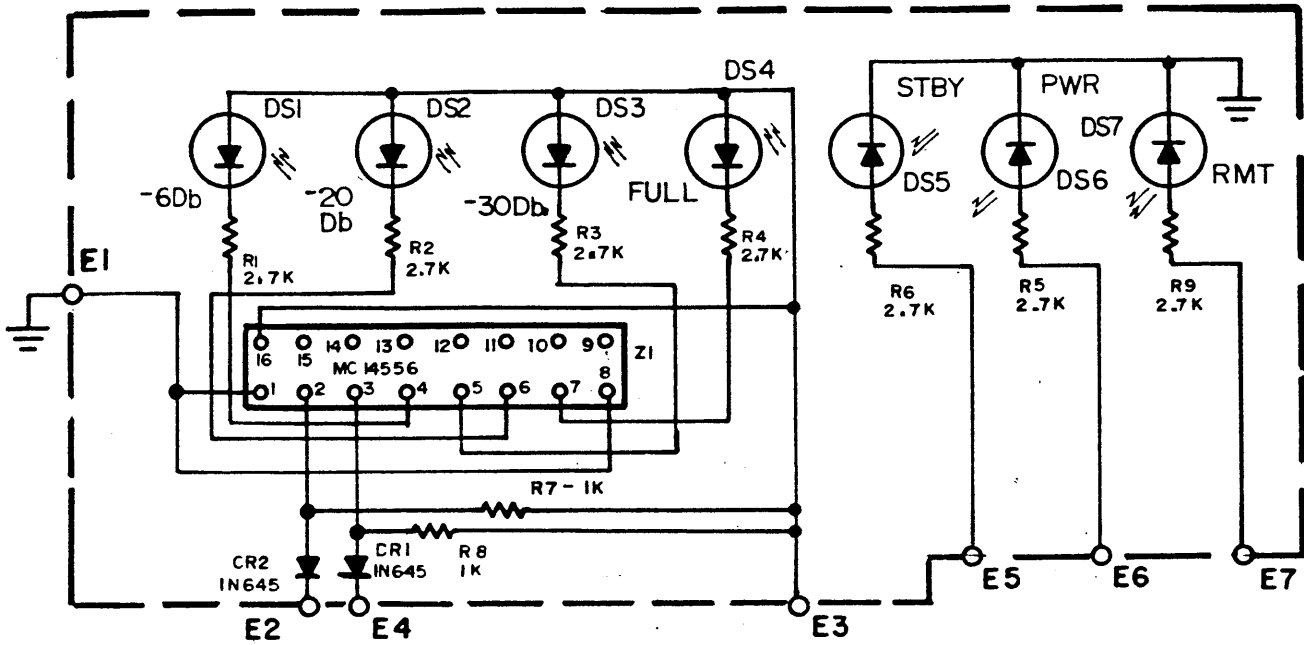 DS4
DS1
DS2
DS3
STBY
PWR
DS7
-6Db
-20
Db
-30Db.
FULL
DS5
DS6
RMT
R1
2.7K
R2
2.7K
R3
2.7K
R4
2.7K
E1
R6
2.7K
R5
2.7K
R9
2.7K
16 15 14 13 12 11 10 9
Z1
MC14556
8
1 2 3 4 5 6 7
R7-1K
CR2
1N645
CR1
1N645
R8
1K
E5
E6
E7
E2
E4
E3